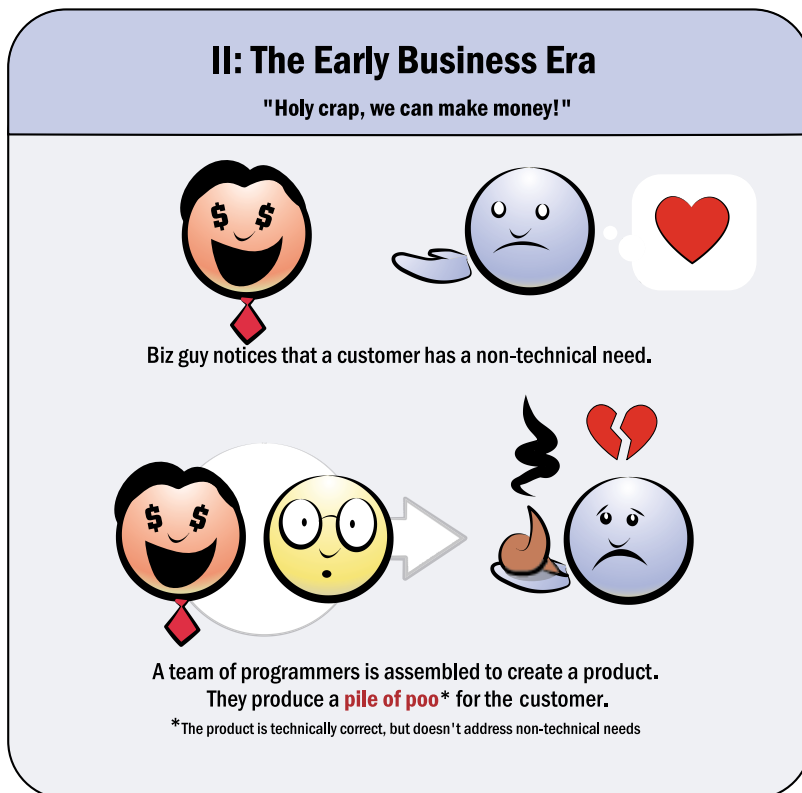 II: The Early Business Era
"Holy crap, we can make money!"
$ $
Biz guy notices that a customer has a non-technical need.
$ $
A team of programmers is assembled to create a product.
They produce a pile of poo* for the customer.
*The product is technically correct, but doesn't address non-technical needs